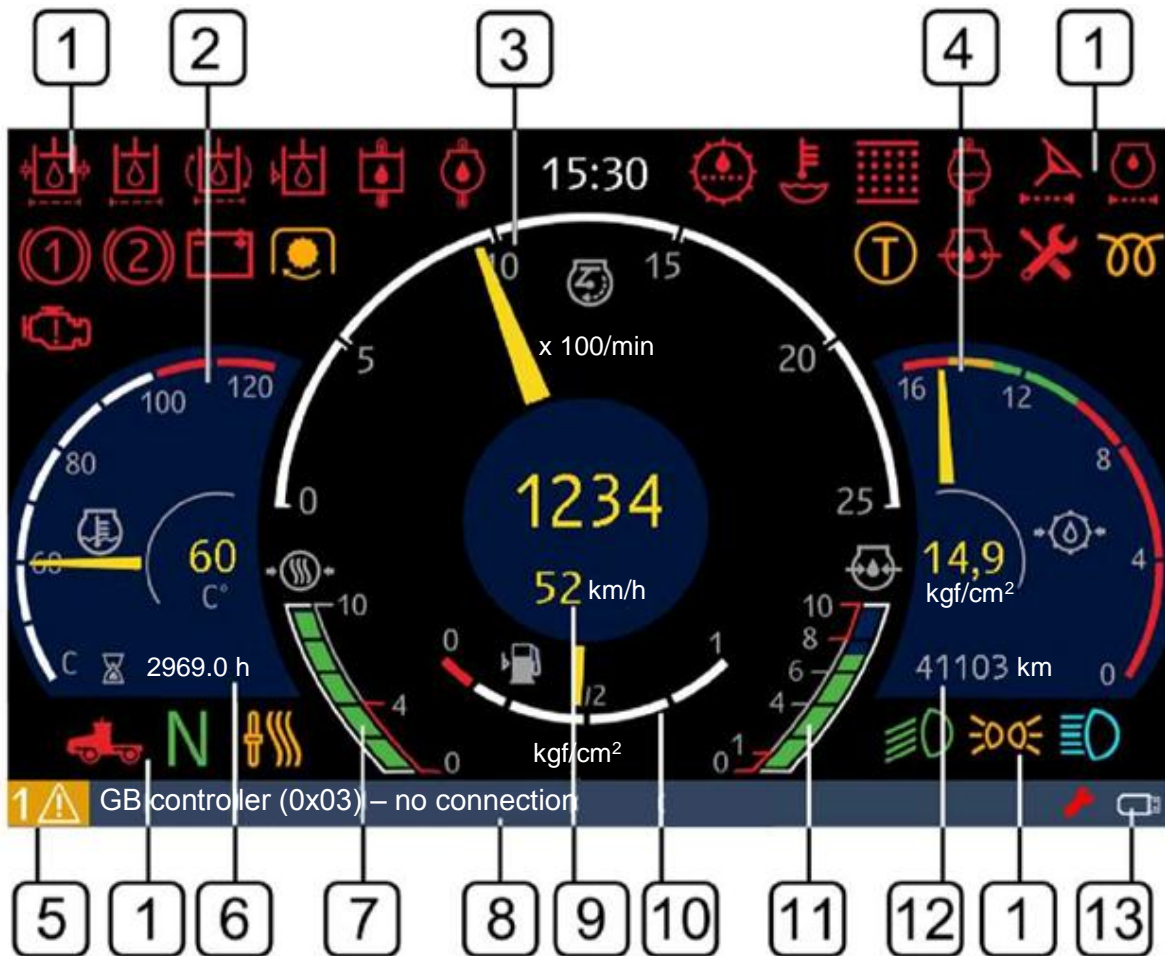 1 2 3 4 1
15:30
1 2 T
10 15
x 100/min
5 20
100 120
16 12
80 8
0 25
1234
60 60
14,9
C°
kgf/cm²
4
52 km/h
10 0 1 10
8
6
C 2969.0 h
41103 km 0
4 /2 4
kgf/cm²
0 1 0
N
1 GB controller (0x03) – no connection
5 1 6 7 8 9 10 11 12 1 13